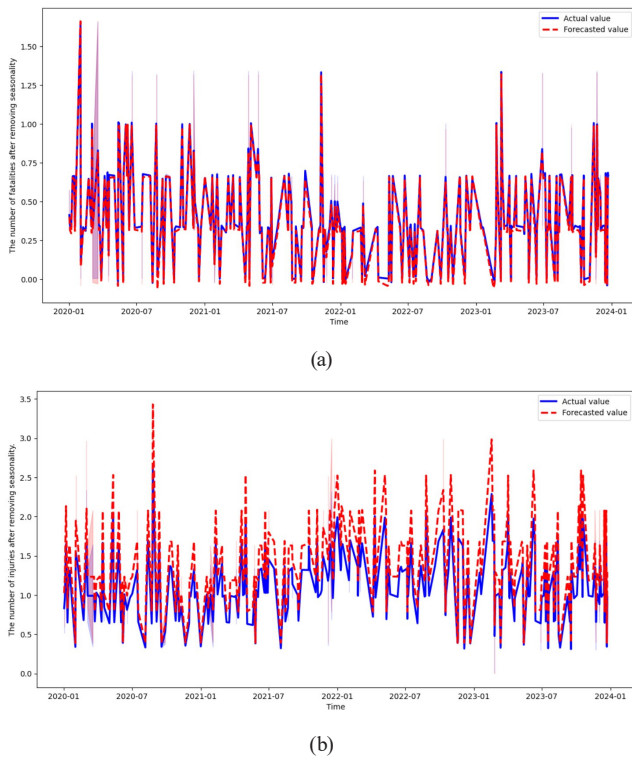 Actual value
Forecasted value
The number of fatalities after removing seasonality
1.50
1.25
1.00
0.75
0.50
0.25
0.00
2020-01 2020-07 2021-01 2021-07 2022-01 2022-07 2023-01 2023-07 2024-01
Time
(a)
Actual value
Forecasted value
The number of injuries after removing seasonality.
3.5
3.0
2.5
2.0
1.5
1.0
0.5
0.0
2020-01 2020-07 2021-01 2021-07 2022-01 2022-07 2023-01 2023-07 2024-01
Time
(b)